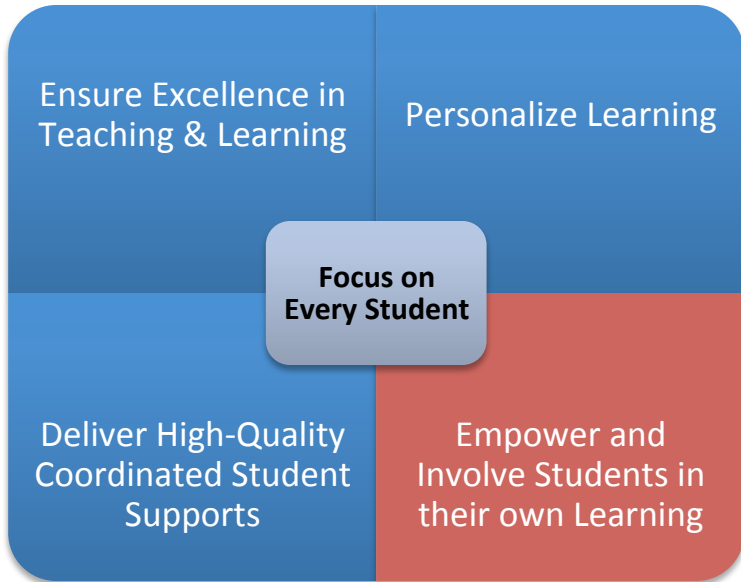 Ensure Excellence in
Teaching & Learning
Personalize Learning
Focus on
Every Student
Deliver High-Quality
Coordinated Student
Supports
Empower and
Involve Students in
their own Learning